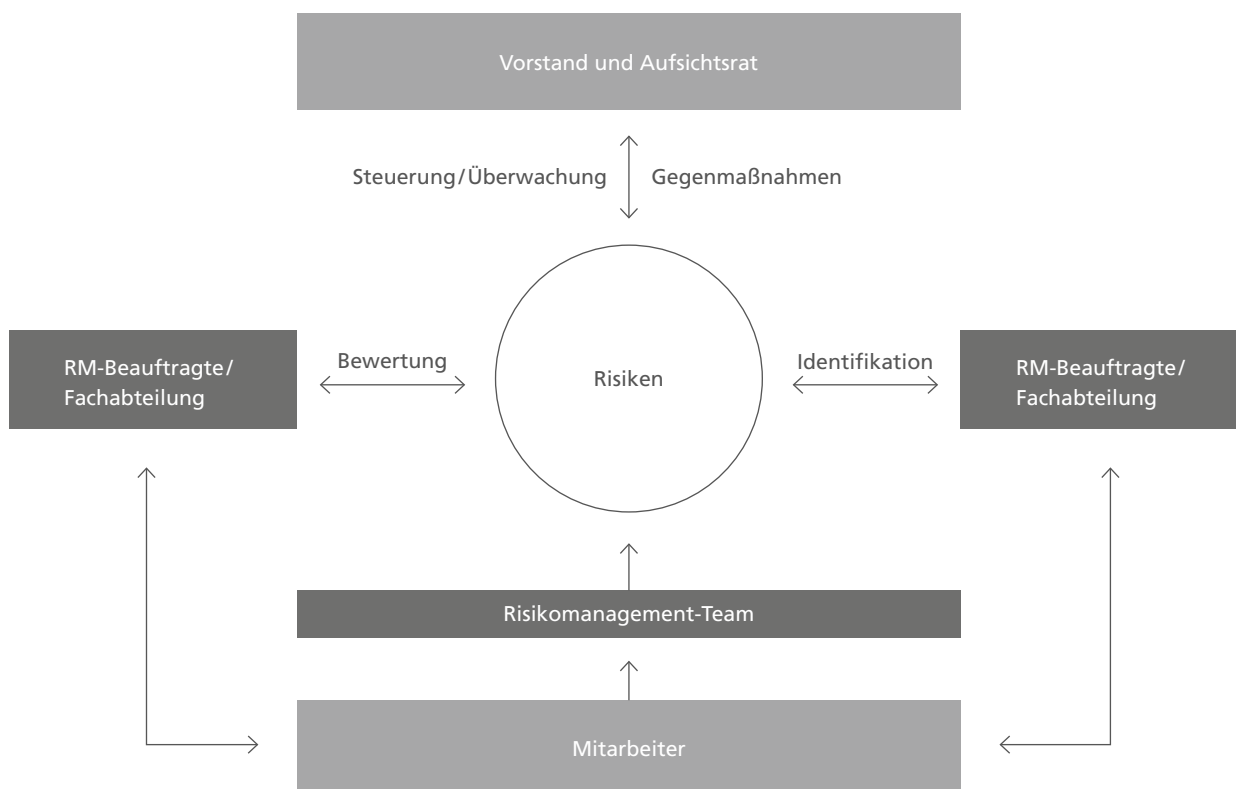 Vorstand und Aufsichtsrat
Steuerung/Überwachung
Gegenmaßnahmen
RM-Beauftragte/
Fachabteilung
Bewertung
Risiken
Identifikation
RM-Beauftragte/
Fachabteilung
Risikomanagement-Team
Mitarbeiter